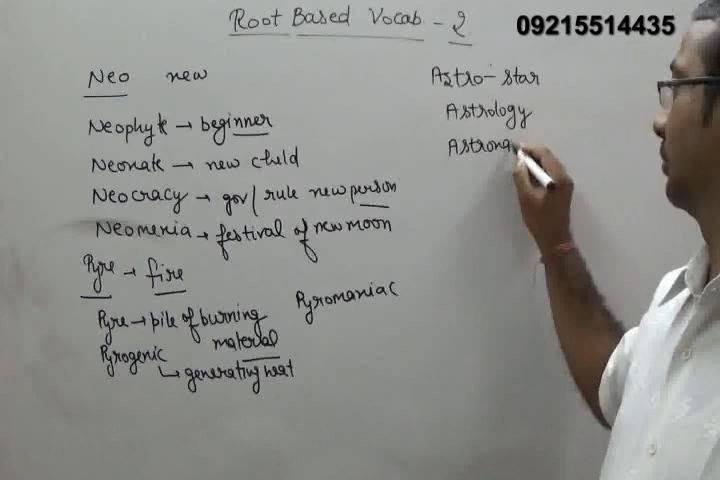 Root Based Vocab - 2
09215514435
Neo new
Neophyte → beginner
Neonate → new child
Neocracy → gov/rule new person
Neomenia → festival of new moon
Pyre → fire
Pyre → pile of burning
material
Pyrogenic
↳ generating heat
Pyromaniac
Astro - star
Astrology
Astrona